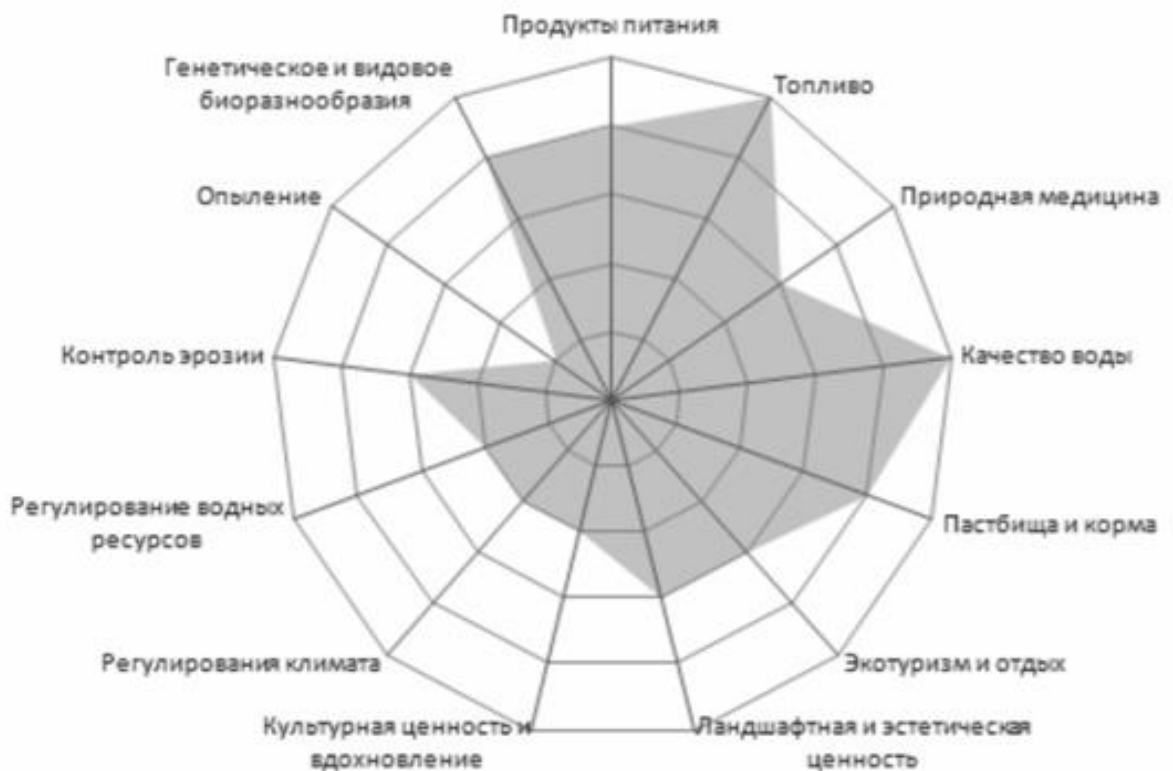 Продукты питания
Топливо
Природная медицина
Качество воды
Пастбища и корма
Экотуризм и отдых
Ландшафтная и эстетическая
ценность
Культурная ценность и
вдохновление
Регулирования климата
Регулирование водных
ресурсов
Контроль эрозии
Опыление
Генетическое и видовое
биоразнообразия